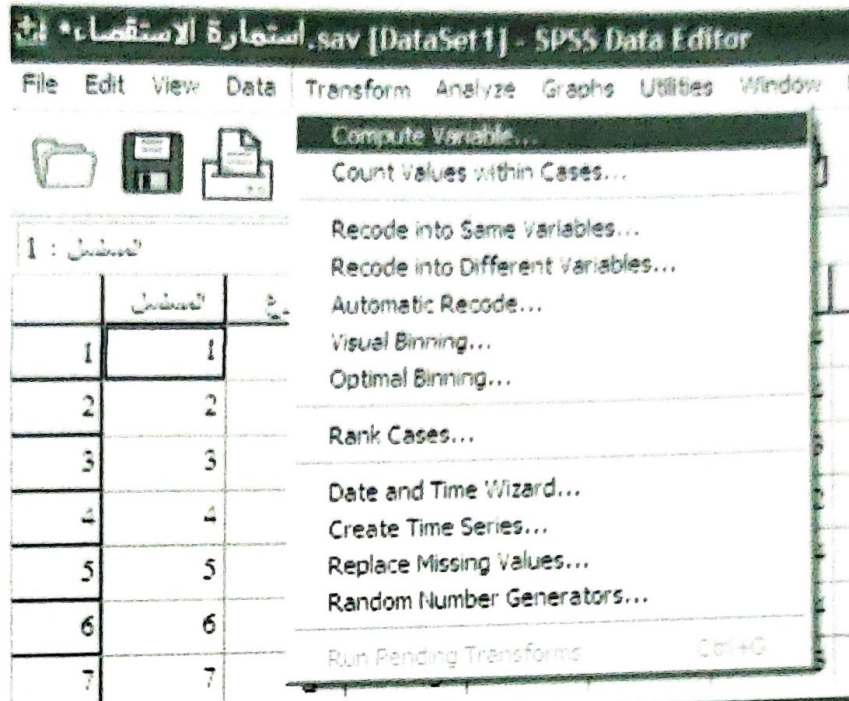 *استمارة الاستقصاء.sav [DataSet1] - SPSS Data Editor
File Edit View Data Transform Analyze Graphs Utilities Window
Compute Variable...
Count Values within Cases...
Recode into Same Variables...
1 : المسلسل
Recode into Different Variables...
المسلسل
Automatic Recode...
1 1
Visual Binning...
Optimal Binning...
2 2
Rank Cases...
3 3
Date and Time Wizard...
4 4
Create Time Series...
5 5
Replace Missing Values...
Random Number Generators...
6 6
Run Pending Transforms Ctrl+G
7 7